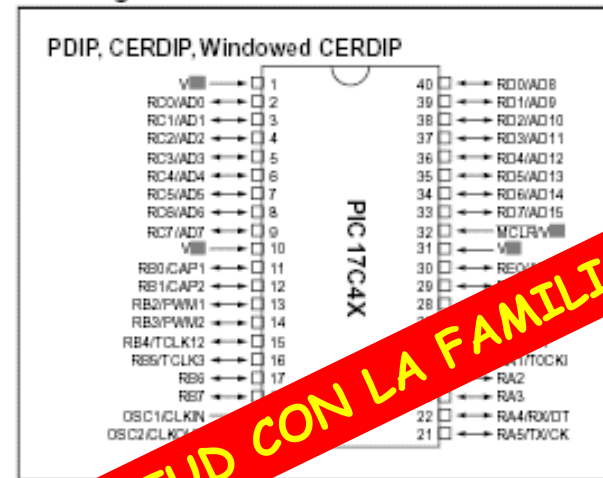 PDIP, CERDIP, Windowed CERDIP
V 1
RC0/AD0 2
RC1/AD1 3
RC2/AD2 4
RC3/AD3 5
RC4/AD4 6
RC5/AD5 7
RC6/AD6 8
RC7/AD7 9
V 10
RB0/CAP1 11
RB1/CAP2 12
RB2/PWM1 13
RB3/PWM2 14
RB4/TCLK12 15
RB5/TCLK3 16
RB6 17
RB7
OSC1/CLKIN
PIC 17C4X
40 RD0/AD8
39 RD1/AD9
38 RD2/AD10
37 RD3/AD11
36 RD4/AD12
35 RD5/AD13
34 RD6/AD14
33 RD7/AD15
32 MCLR/V
31 V
30
29
28
RA2
RA3
22 RA4/RX/DT
21 RA5/TX/CK
CON LA